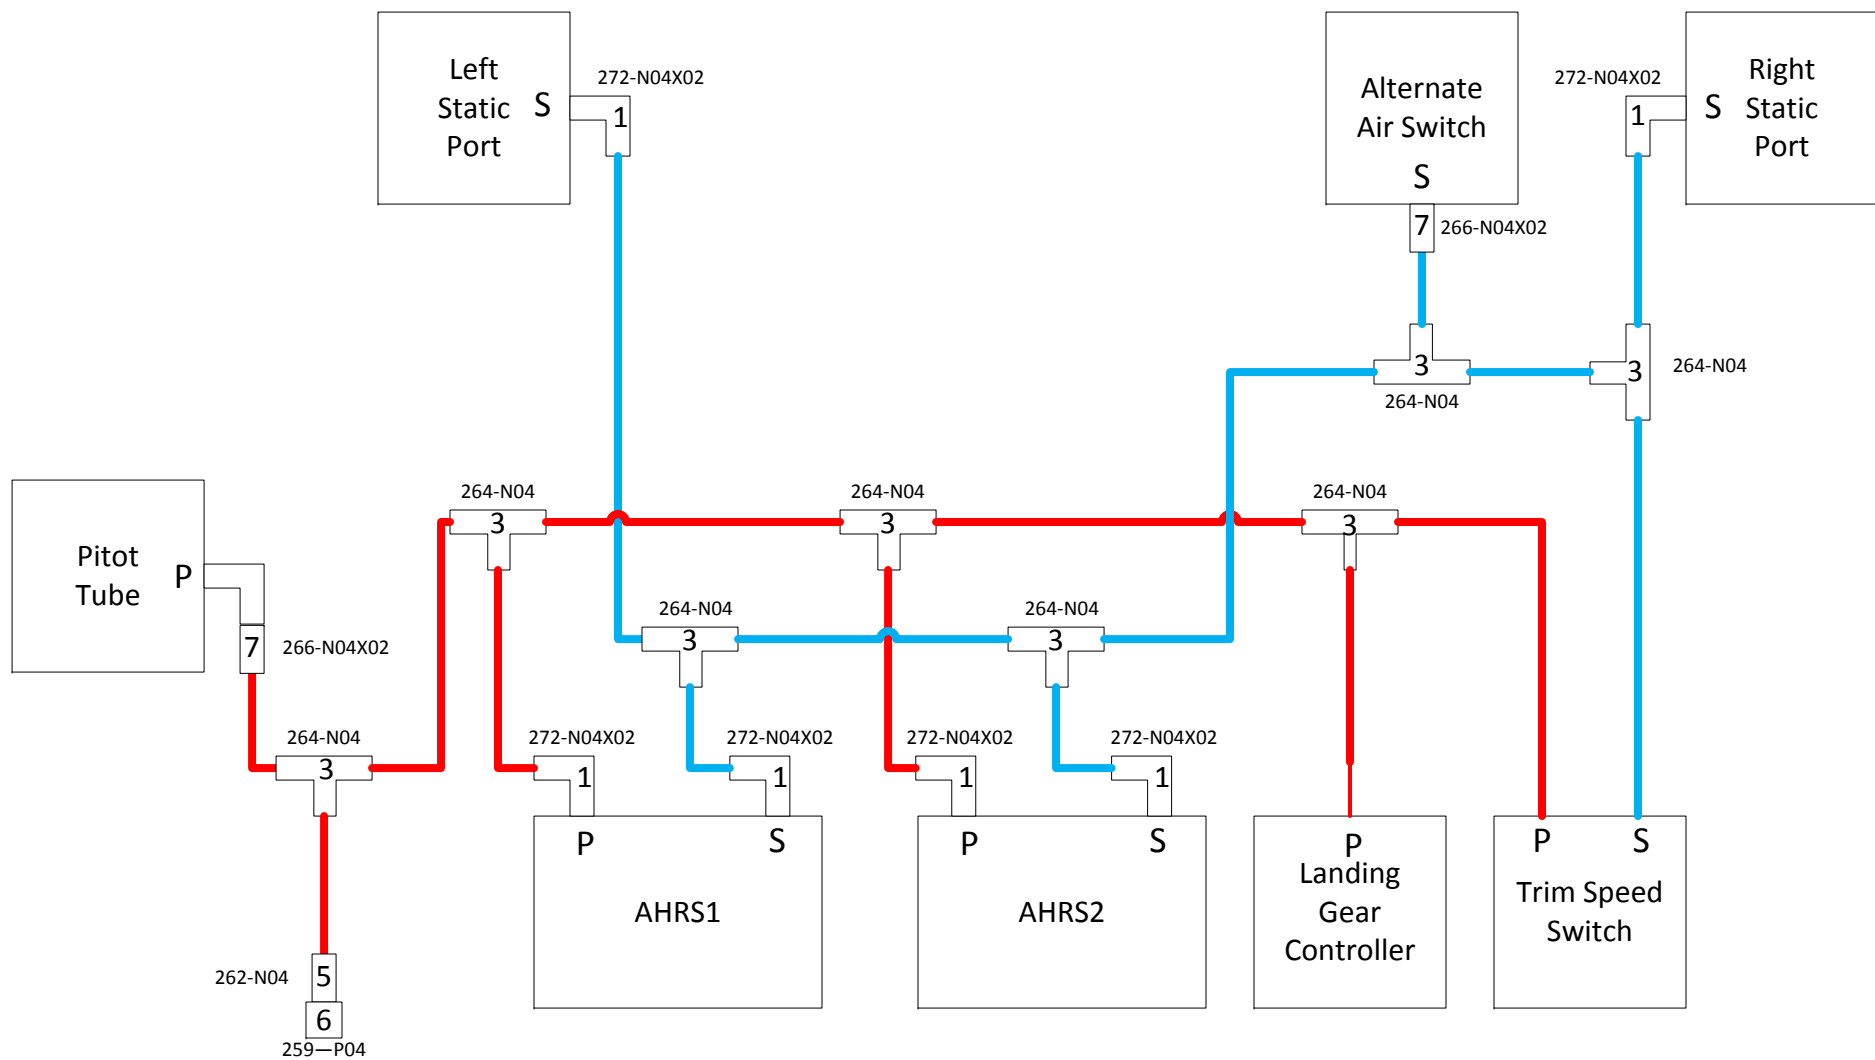 Left
Static
Port
S
272-N04X02
1
Alternate
Air Switch
S
7
266-N04X02
272-N04X02
1
S
Right
Static
Port
3
264-N04
3
264-N04
Pitot
Tube
P
7
266-N04X02
264-N04
3
264-N04
3
264-N04
3
264-N04
3
264-N04
3
264-N04
3
5
262-N04
6
259—P04
272-N04X02
1
272-N04X02
1
P
S
AHRS1
272-N04X02
1
272-N04X02
1
P
S
AHRS2
P
Landing
Gear
Controller
P
S
Trim Speed
Switch